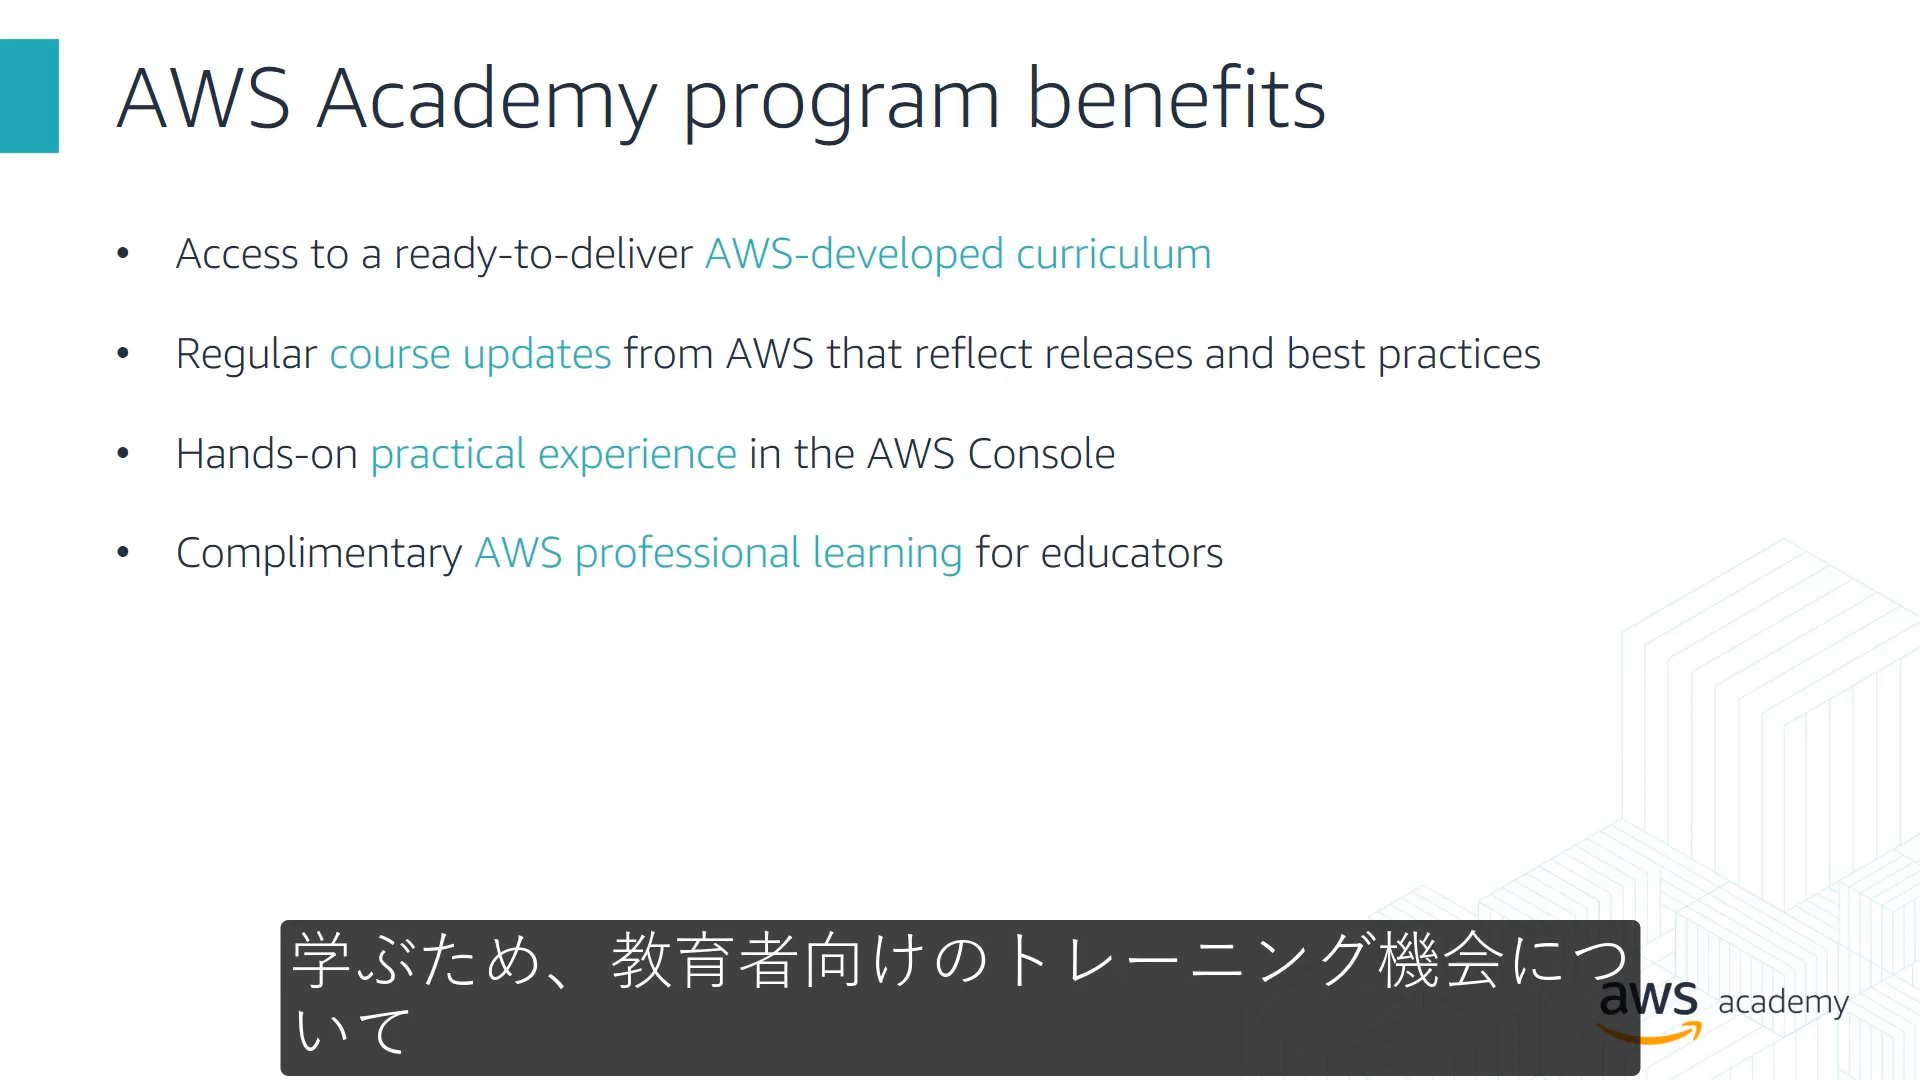 AWS Academy program benefits
• Access to a ready-to-deliver AWS-developed curriculum
• Regular course updates from AWS that reflect releases and best practices
• Hands-on practical experience in the AWS Console
• Complimentary AWS professional learning for educators
学ぶため、教育者向けのトレーニング機会につ
いて
aws academy